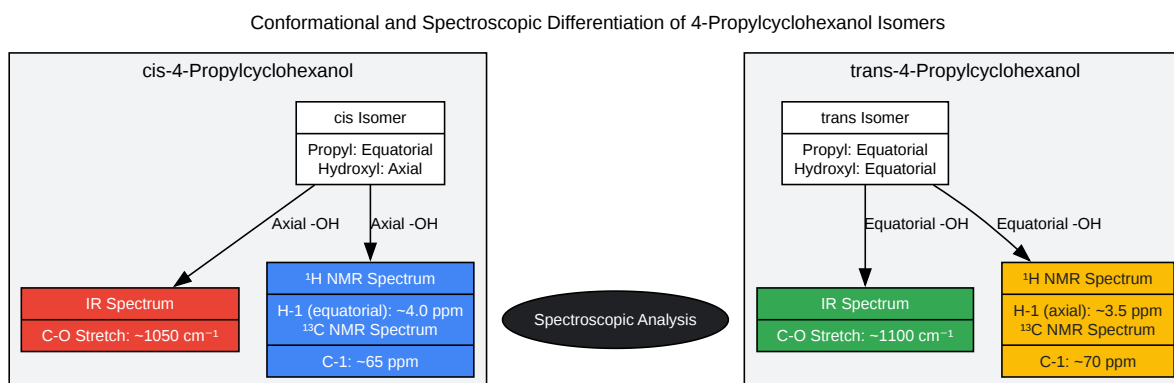 Conformational and Spectroscopic Differentiation of 4-Propylcyclohexanol Isomers
cis-4-Propylcyclohexanol
cis Isomer
Propyl: Equatorial
Hydroxyl: Axial
Axial -OH
Axial -OH
IR Spectrum
C-O Stretch: ~1050 cm⁻¹
¹H NMR Spectrum
H-1 (equatorial): ~4.0 ppm
¹³C NMR Spectrum
C-1: ~65 ppm
Spectroscopic Analysis
trans-4-Propylcyclohexanol
trans Isomer
Propyl: Equatorial
Hydroxyl: Equatorial
Equatorial -OH
Equatorial -OH
IR Spectrum
C-O Stretch: ~1100 cm⁻¹
¹H NMR Spectrum
H-1 (axial): ~3.5 ppm
¹³C NMR Spectrum
C-1: ~70 ppm